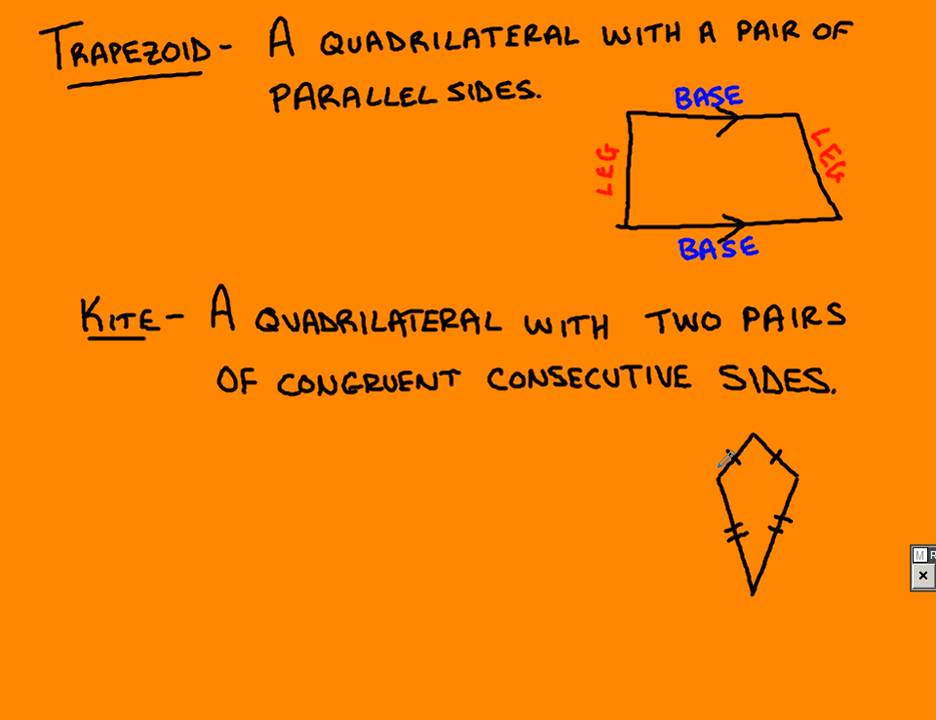 TRAPEZOID- A QUADRILATERAL WITH A PAIR OF
PARALLEL SIDES.
BASE
LEG
LEG
BASE
KITE- A QUADRILATERAL WITH TWO PAIRS
OF CONGRUENT CONSECUTIVE SIDES.
M R
×